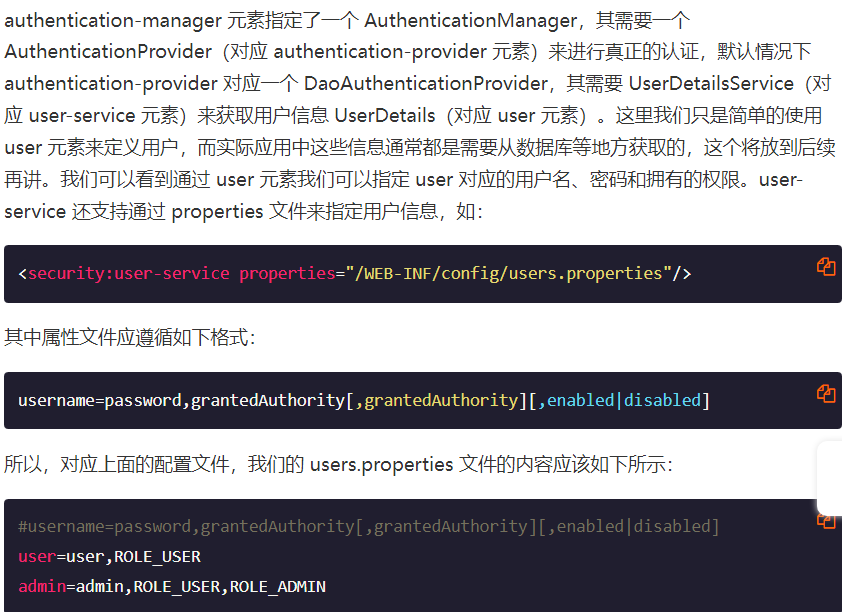 authentication-manager 元素指定了一个 AuthenticationManager，其需要一个
AuthenticationProvider（对应 authentication-provider 元素）来进行真正的认证，默认情况下
authentication-provider 对应一个 DaoAuthenticationProvider，其需要 UserDetailsService（对
应 user-service 元素）来获取用户信息 UserDetails（对应 user 元素）。这里我们只是简单的使用
user 元素来定义用户，而实际应用中这些信息通常都是需要从数据库等地方获取的，这个将放到后续
再讲。我们可以看到通过 user 元素我们可以指定 user 对应的用户名、密码和拥有的权限。user-
service 还支持通过 properties 文件来指定用户信息，如：
<security:user-service properties="/WEB-INF/config/users.properties"/>
其中属性文件应遵循如下格式：
username=password,grantedAuthority[,grantedAuthority][,enabled|disabled]
所以，对应上面的配置文件，我们的 users.properties 文件的内容应该如下所示：
#username=password,grantedAuthority[,grantedAuthority][,enabled|disabled]
user=user,ROLE_USER
admin=admin,ROLE_USER,ROLE_ADMIN